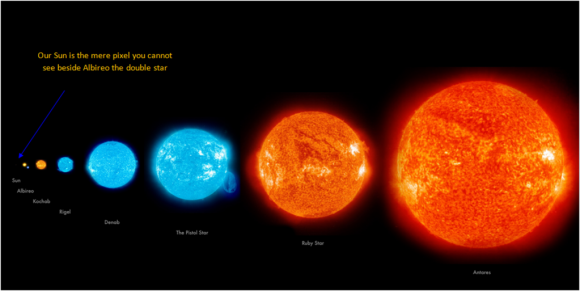 Our Sun is the mere pixel you cannot
see beside Albireo the double star
Sun
Albireo
Kochab
Rigel
Deneb
The Pistol Star
Ruby Star
Antares